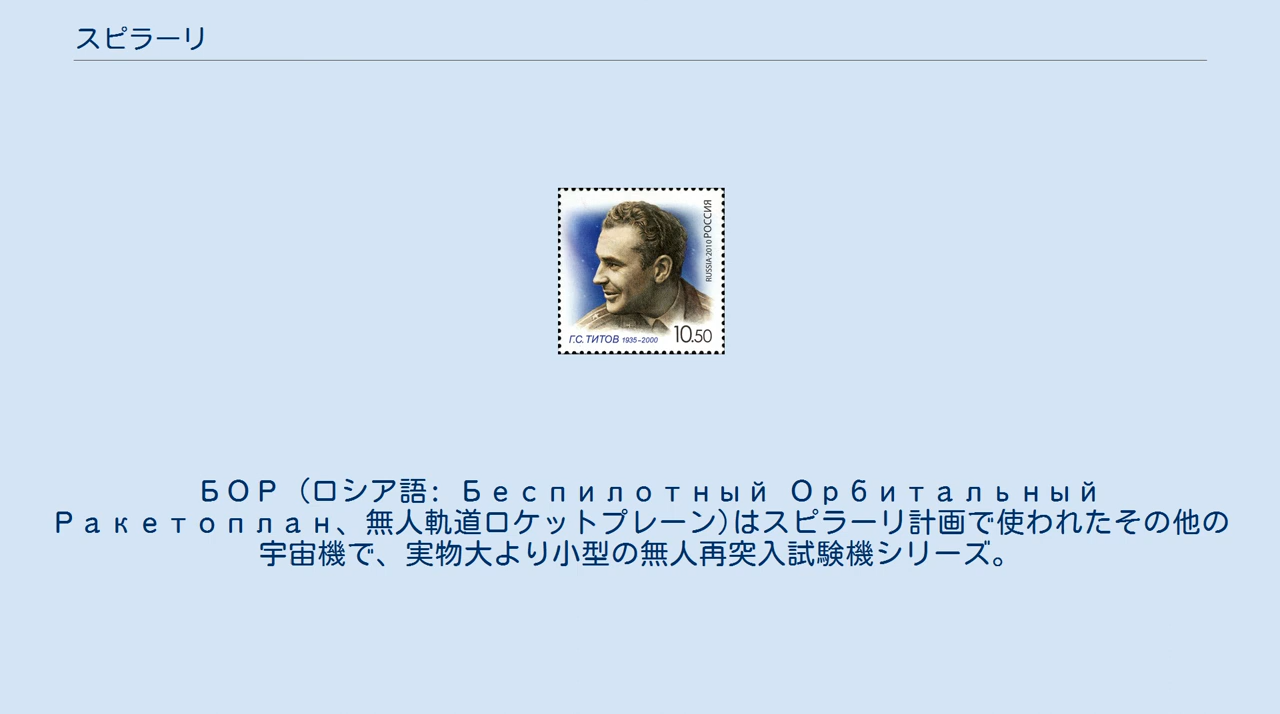 スピラーリ
RUSSIA·2010 РОССИЯ
Г.С. ТИТОВ 1935–2000
10.50
БОР（ロシア語: Беспилотный Орбитальный
Ракетоплан、無人軌道ロケットプレーン)はスピラーリ計画で使われたその他の
宇宙機で、実物大より小型の無人再突入試験機シリーズ。